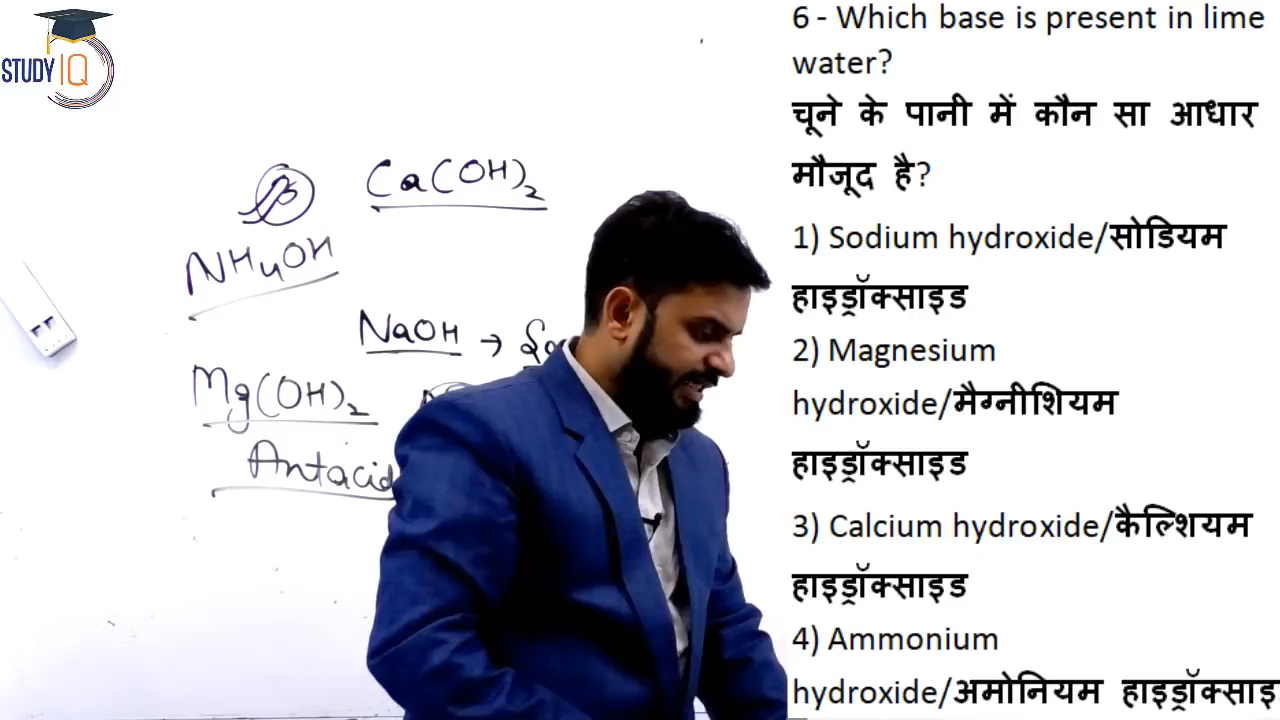 STUDY IQ
6 - Which base is present in lime
water?
चूने के पानी में कौन सा आधार
मौजूद है?
1) Sodium hydroxide/सोडियम
हाइड्रॉक्साइड
2) Magnesium
hydroxide/मैग्नीशियम
हाइड्रॉक्साइड
3) Calcium hydroxide/कैल्शियम
हाइड्रॉक्साइड
4) Ammonium
hydroxide/अमोनियम हाइड्रॉक्साइ
Ca(OH)₂
NH₄OH
NaOH →
Mg(OH)₂
Antacid